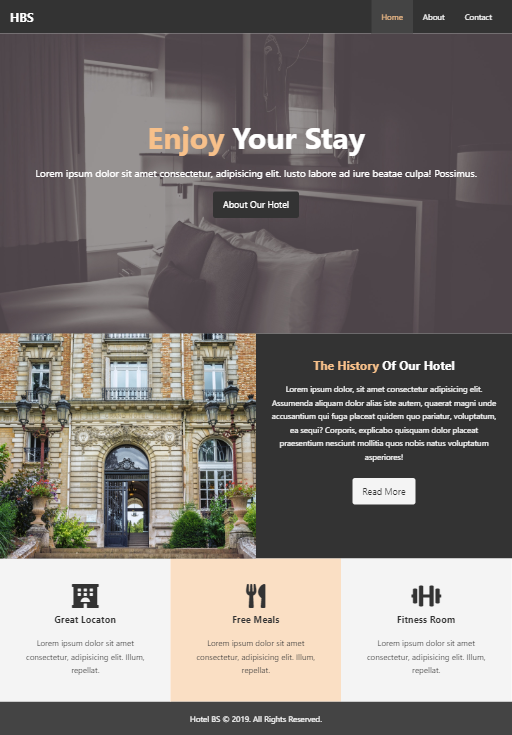 HBS
Home About Contact
Enjoy Your Stay
Lorem ipsum dolor sit amet consectetur, adipisicing elit. Iusto labore ad iure beatae culpa! Possimus.
About Our Hotel
The History Of Our Hotel
Lorem ipsum dolor, sit amet consectetur adipisicing elit.
Assumenda aliquam dolor alias iste autem, quaerat magni unde
accusantium qui fuga placeat quidem quo pariatur, voluptatum,
ea sequi? Corporis, explicabo quisquam dolor placeat
praesentium nesciunt mollitia quos nobis natus voluptatum
asperiores!
Read More
Great Locaton
Lorem ipsum dolor sit amet
consectetur, adipisicing elit. Illum,
repellat.
Free Meals
Lorem ipsum dolor sit amet
consectetur, adipisicing elit. Illum,
repellat.
Fitness Room
Lorem ipsum dolor sit amet
consectetur, adipisicing elit. Illum,
repellat.
Hotel BS © 2019. All Rights Reserved.